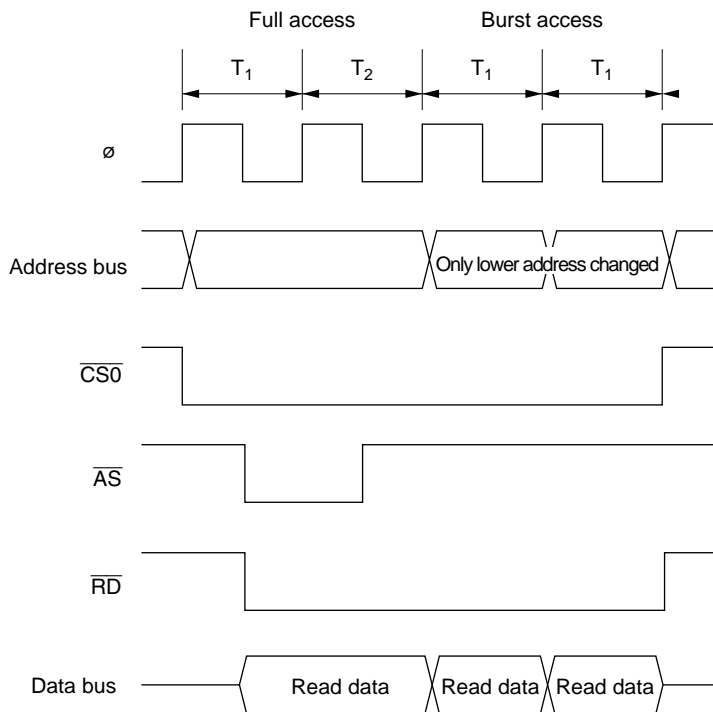 Full access Burst access
T1 T2 T1 T1
ø
Address bus Only lower address changed
CS0
AS
RD
Data bus Read data Read data Read data